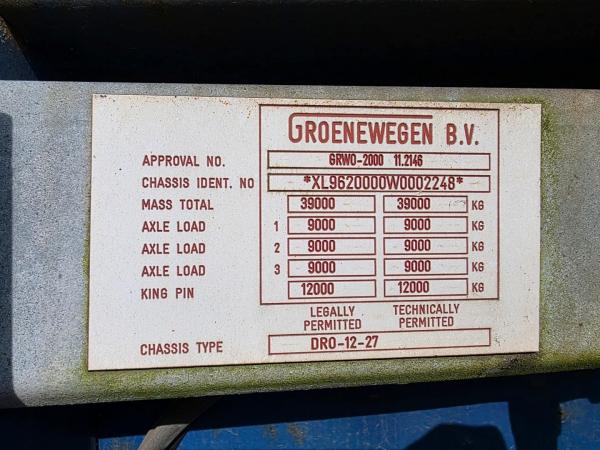 GROENEWEGEN B.V.
APPROVAL NO. GRWO-2000 11.2146
CHASSIS IDENT. NO *XL9620000W0002248*
MASS TOTAL 39000 39000 KG
AXLE LOAD 1 9000 9000 KG
AXLE LOAD 2 9000 9000 KG
AXLE LOAD 3 9000 9000 KG
KING PIN 12000 12000 KG
LEGALLY PERMITTED TECHNICALLY PERMITTED
CHASSIS TYPE DRO-12-27